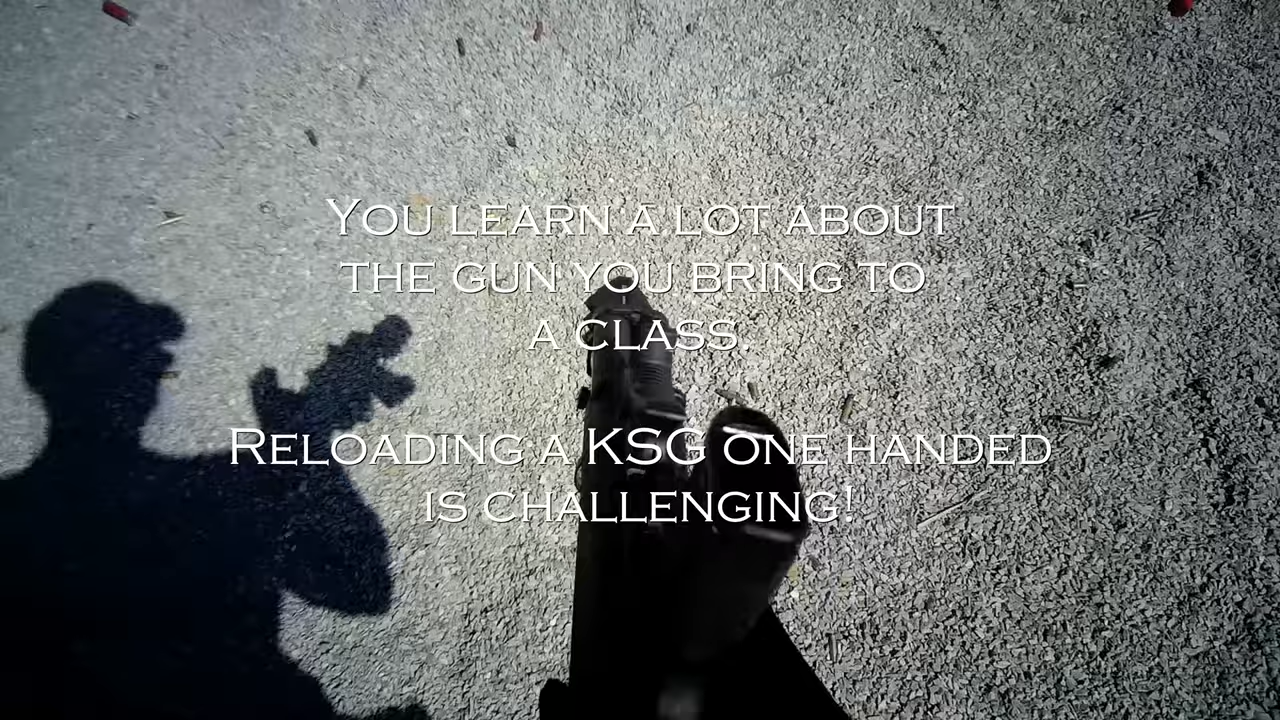 You learn a lot about
the gun you bring to
a class.
Reloading a KSG one handed
is challenging!